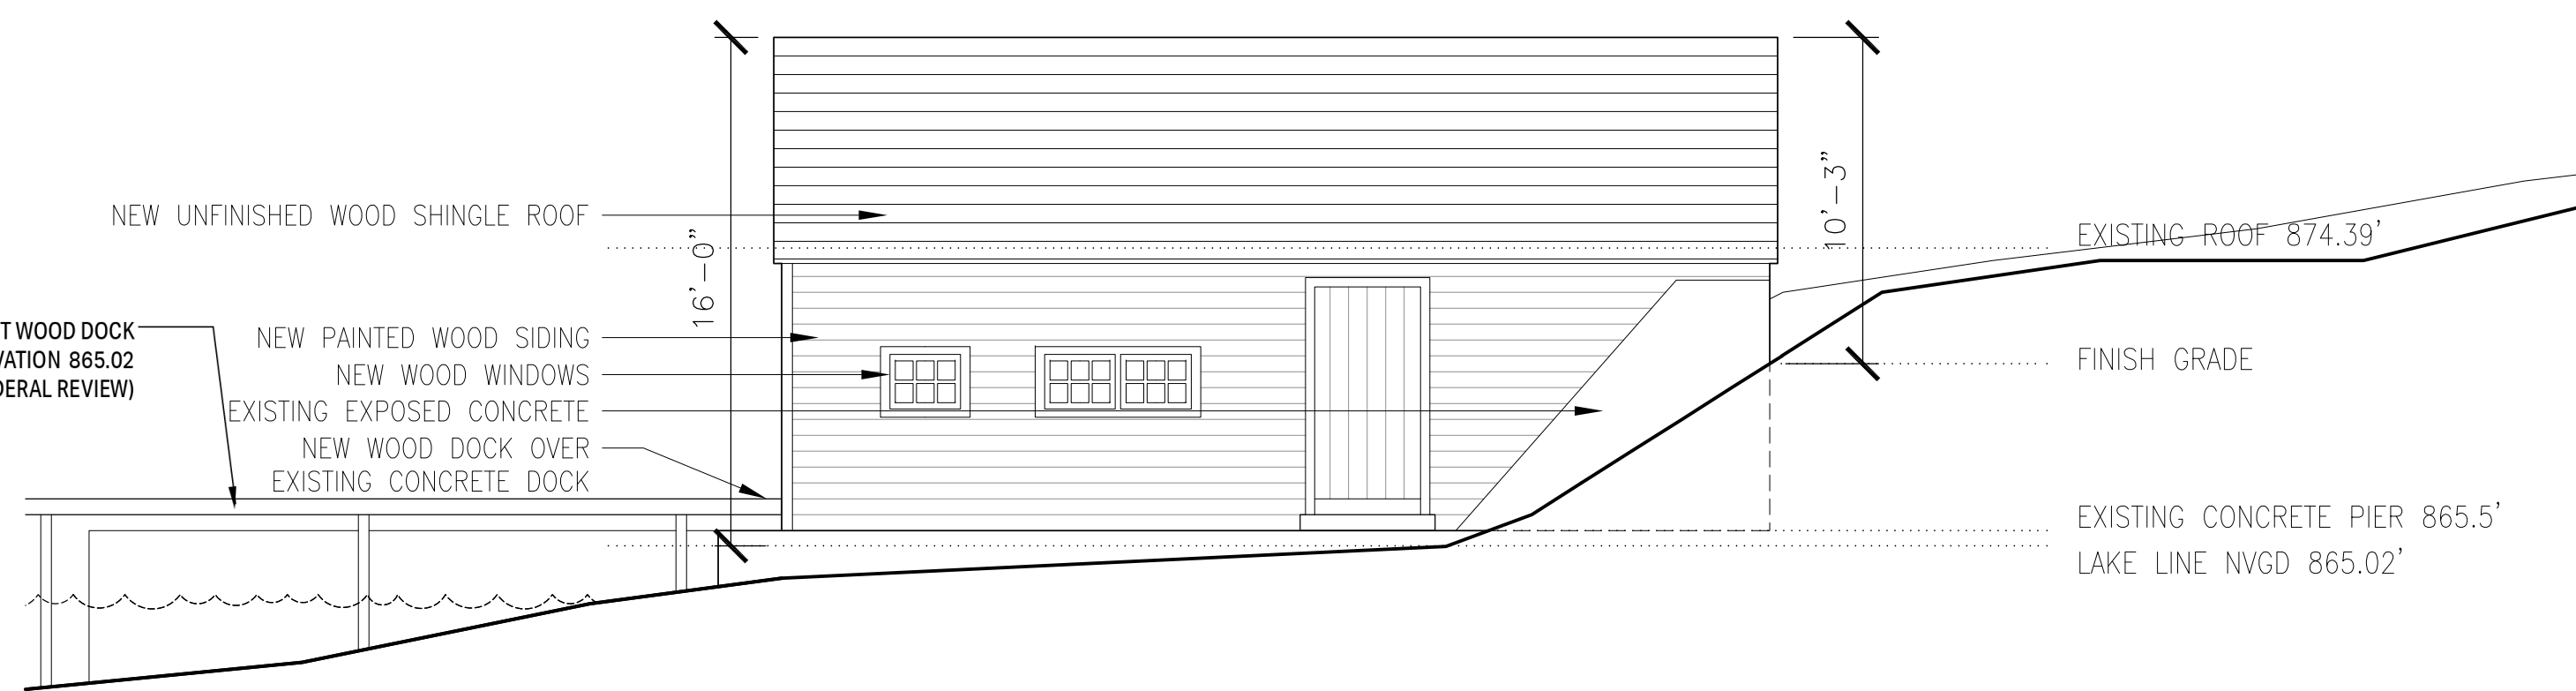 16'-0"
10'-3"
NEW UNFINISHED WOOD SHINGLE ROOF
EXISTING ROOF 874.39'
WOOD DOCK
865.02
REVIEW)
NEW PAINTED WOOD SIDING
NEW WOOD WINDOWS
EXISTING EXPOSED CONCRETE
NEW WOOD DOCK OVER
EXISTING CONCRETE DOCK
FINISH GRADE
EXISTING CONCRETE PIER 865.5'
LAKE LINE NVGD 865.02'